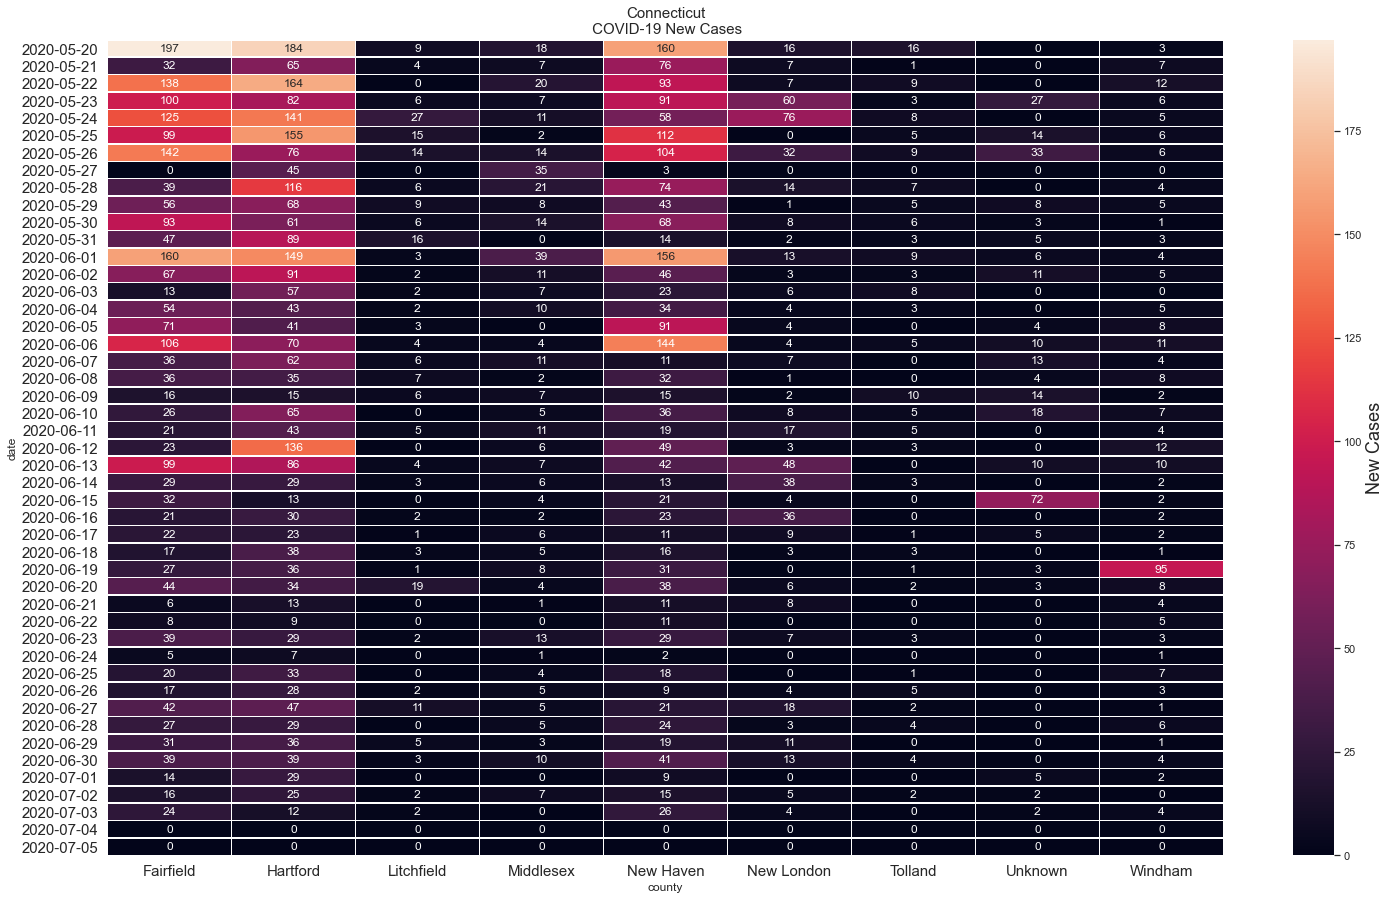 Connecticut
COVID-19 New Cases
2020-05-20 197 184 9 18 160 16 16 0 3
2020-05-21 32 65 4 7 76 7 1 0 7
2020-05-22 138 164 0 20 93 7 9 0 12
2020-05-23 100 82 6 7 91 60 3 27 6
2020-05-24 125 141 27 11 58 76 8 0 5
2020-05-25 99 155 15 2 112 0 5 14 6
2020-05-26 142 76 14 14 104 32 9 33 6
2020-05-27 0 45 0 35 3 0 0 0 0
2020-05-28 39 116 6 21 74 14 7 0 4
2020-05-29 56 68 9 8 43 1 5 8 5
2020-05-30 93 61 6 14 68 8 6 3 1
2020-05-31 47 89 16 0 14 2 3 5 3
2020-06-01 160 149 3 39 156 13 9 6 4
2020-06-02 67 91 2 11 46 3 3 11 5
2020-06-03 13 57 2 7 23 6 8 0 0
2020-06-04 54 43 2 10 34 4 3 0 5
2020-06-05 71 41 3 0 91 4 0 4 8
2020-06-06 106 70 4 4 144 4 5 10 11
2020-06-07 36 62 6 11 11 7 0 13 4
2020-06-08 36 35 7 2 32 1 0 4 8
2020-06-09 16 15 6 7 15 2 10 14 2
2020-06-10 26 65 0 5 36 8 5 18 7
2020-06-11 21 43 5 11 19 17 5 0 4
2020-06-12 23 136 0 6 49 3 3 0 12
2020-06-13 99 86 4 7 42 48 0 10 10
2020-06-14 29 29 3 6 13 38 3 0 2
2020-06-15 32 13 0 4 21 4 0 72 2
2020-06-16 21 30 2 2 23 36 0 0 2
2020-06-17 22 23 1 6 11 9 1 5 2
2020-06-18 17 38 3 5 16 3 3 0 1
2020-06-19 27 36 1 8 31 0 1 3 95
2020-06-20 44 34 19 4 38 6 2 3 8
2020-06-21 6 13 0 1 11 8 0 0 4
2020-06-22 8 9 0 0 11 0 0 0 5
2020-06-23 39 29 2 13 29 7 3 0 3
2020-06-24 5 7 0 1 2 0 0 0 1
2020-06-25 20 33 0 4 18 0 1 0 7
2020-06-26 17 28 2 5 9 4 5 0 3
2020-06-27 42 47 11 5 21 18 2 0 1
2020-06-28 27 29 0 5 24 3 4 0 6
2020-06-29 31 36 5 3 19 11 0 0 1
2020-06-30 39 39 3 10 41 13 4 0 4
2020-07-01 14 29 0 0 9 0 0 5 2
2020-07-02 16 25 2 7 15 5 2 2 0
2020-07-03 24 12 2 0 26 4 0 2 4
2020-07-04 0 0 0 0 0 0 0 0 0
2020-07-05 0 0 0 0 0 0 0 0 0
Fairfield Hartford Litchfield Middlesex New Haven New London Tolland Unknown Windham
county
date
175
150
125
100
75
50
25
0
New Cases